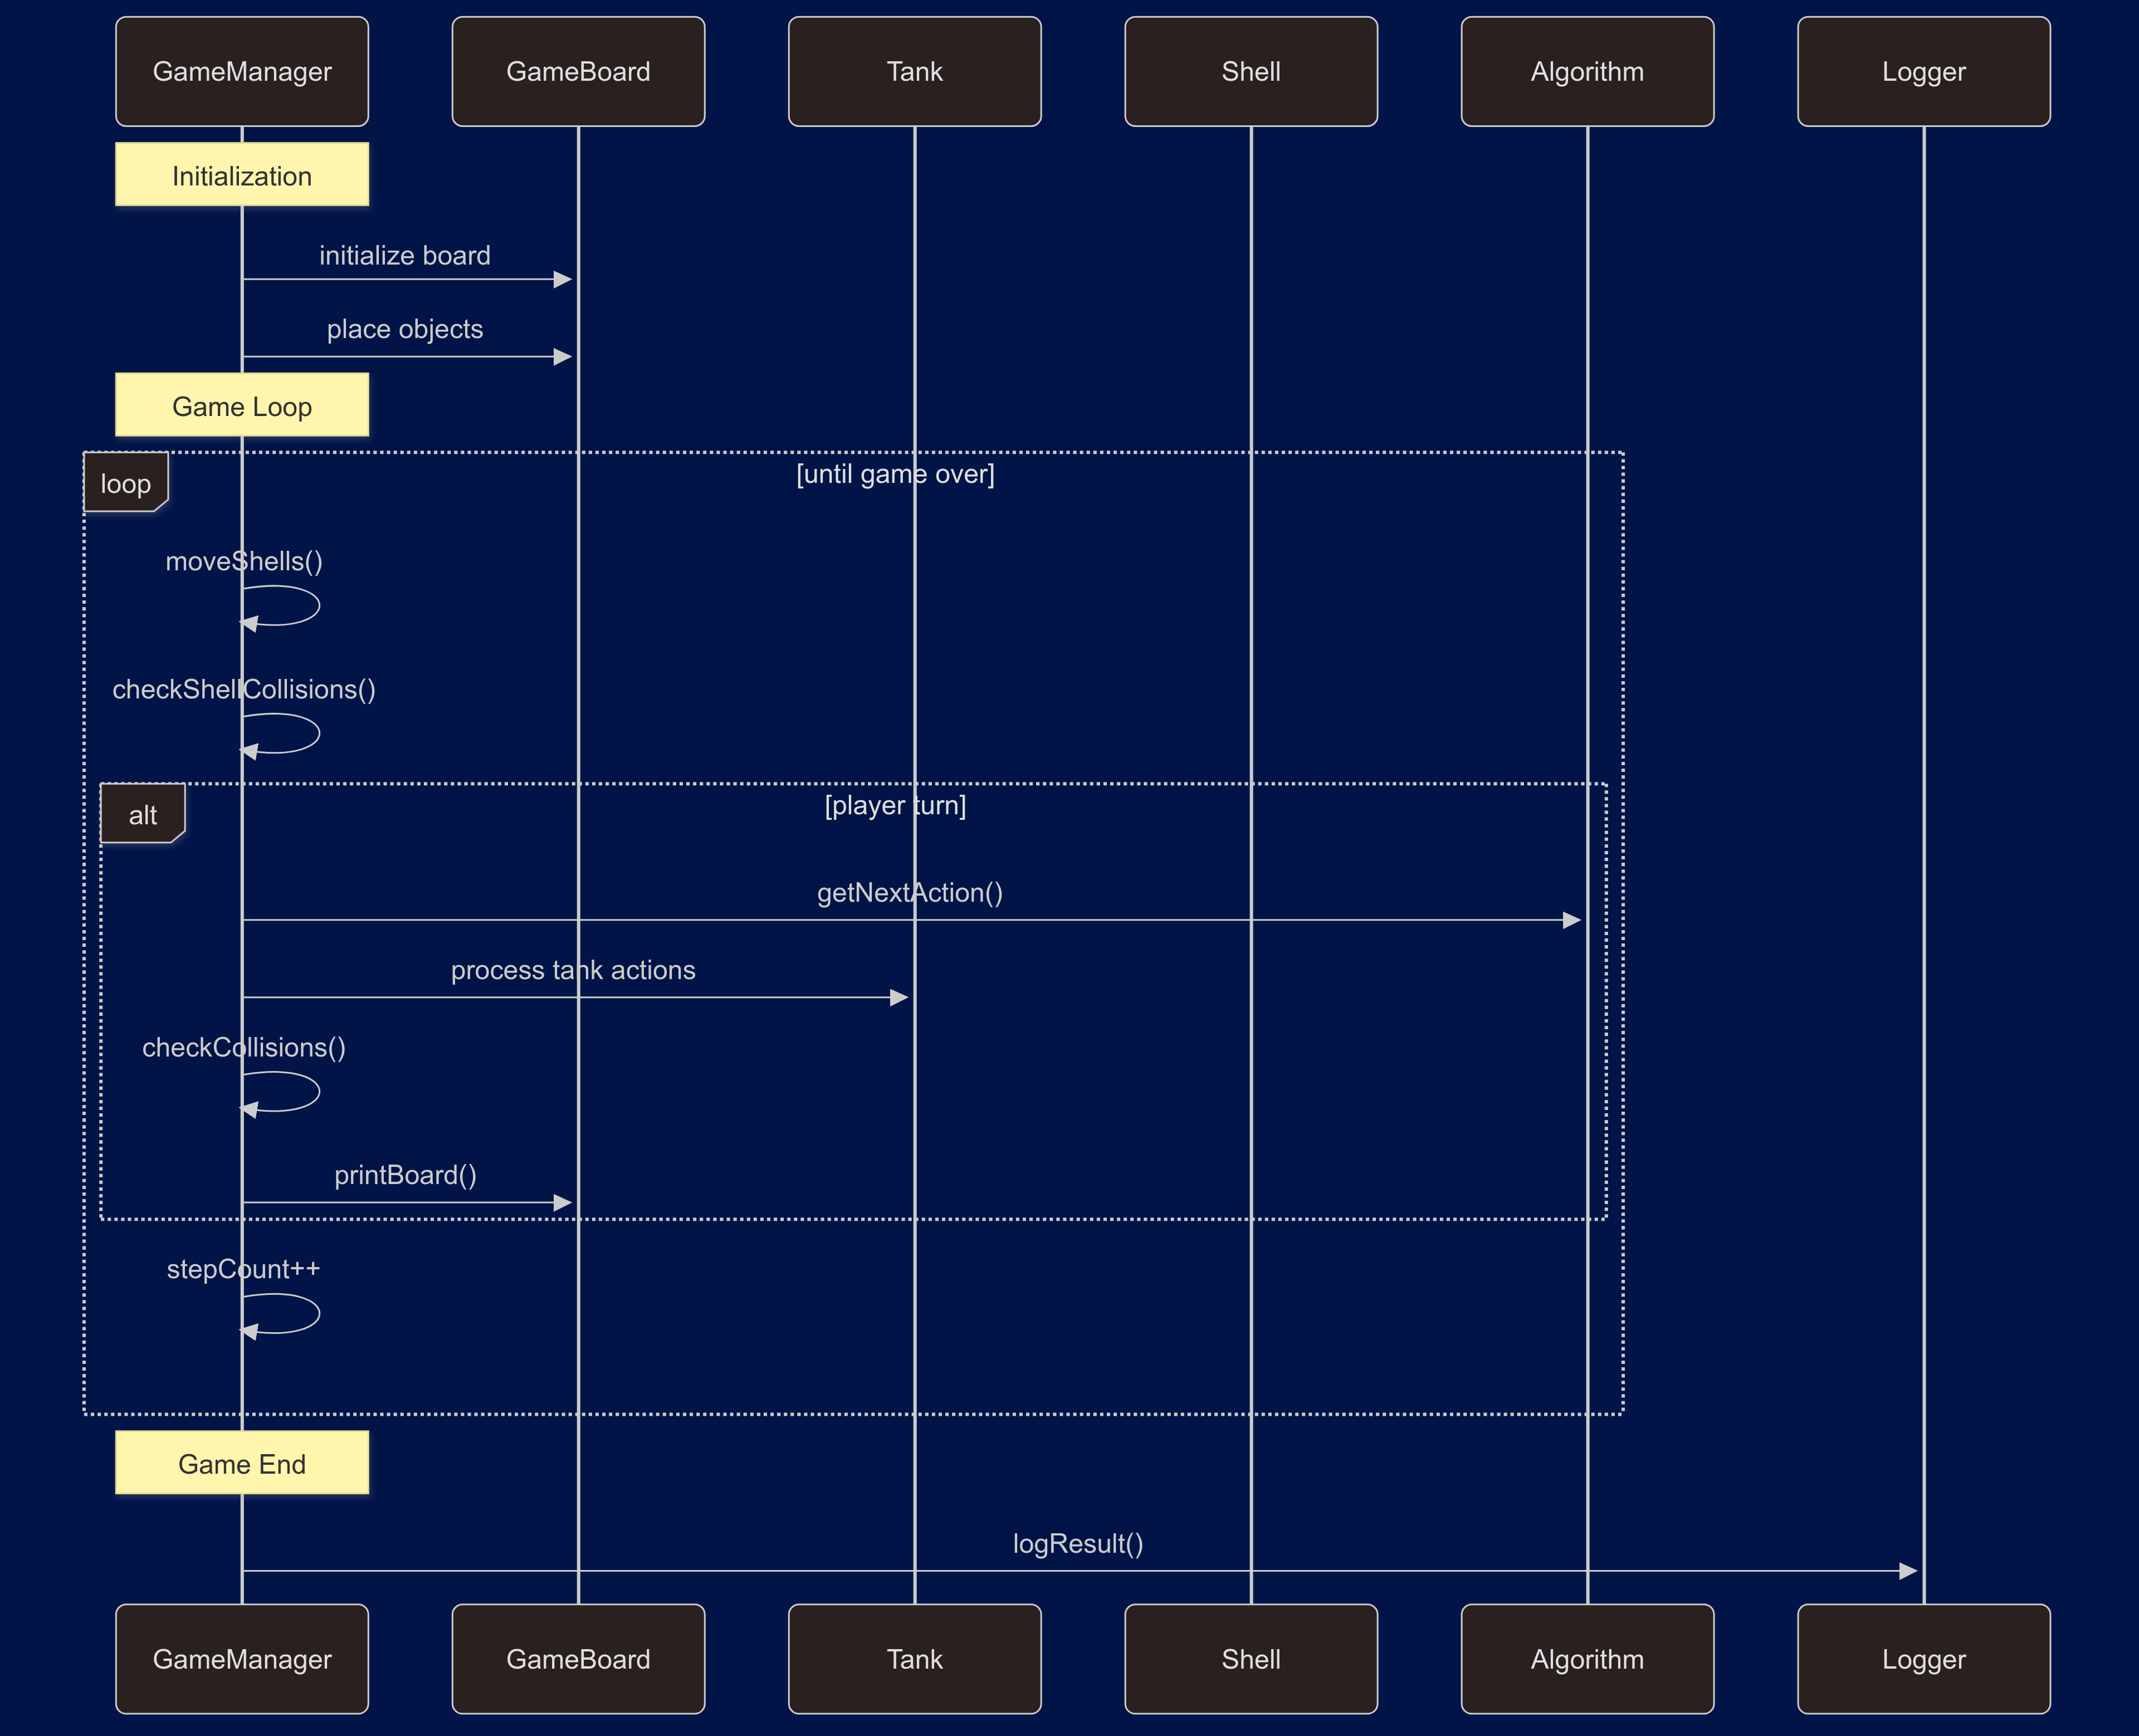 GameManager
GameBoard
Tank
Shell
Algorithm
Logger
Initialization
initialize board
place objects
Game Loop
loop
[until game over]
moveShells()
checkShellCollisions()
alt
[player turn]
getNextAction()
process tank actions
checkCollisions()
printBoard()
stepCount++
Game End
logResult()
GameManager
GameBoard
Tank
Shell
Algorithm
Logger